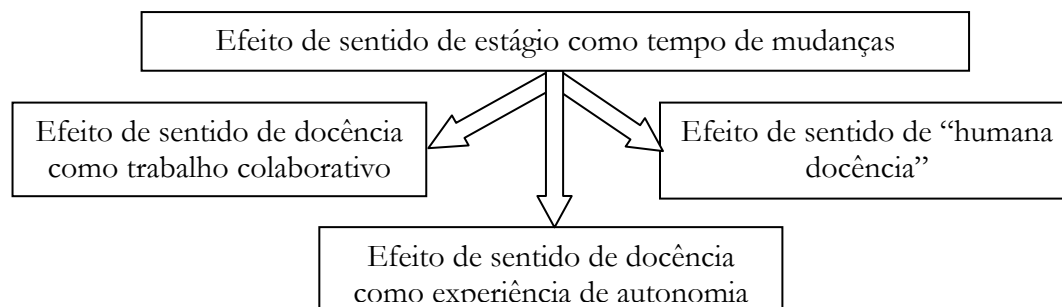 Efeito de sentido de estágio como tempo de mudanças
Efeito de sentido de docência
como trabalho colaborativo
Efeito de sentido de “humana
docência”
Efeito de sentido de docência
como experiência de autonomia